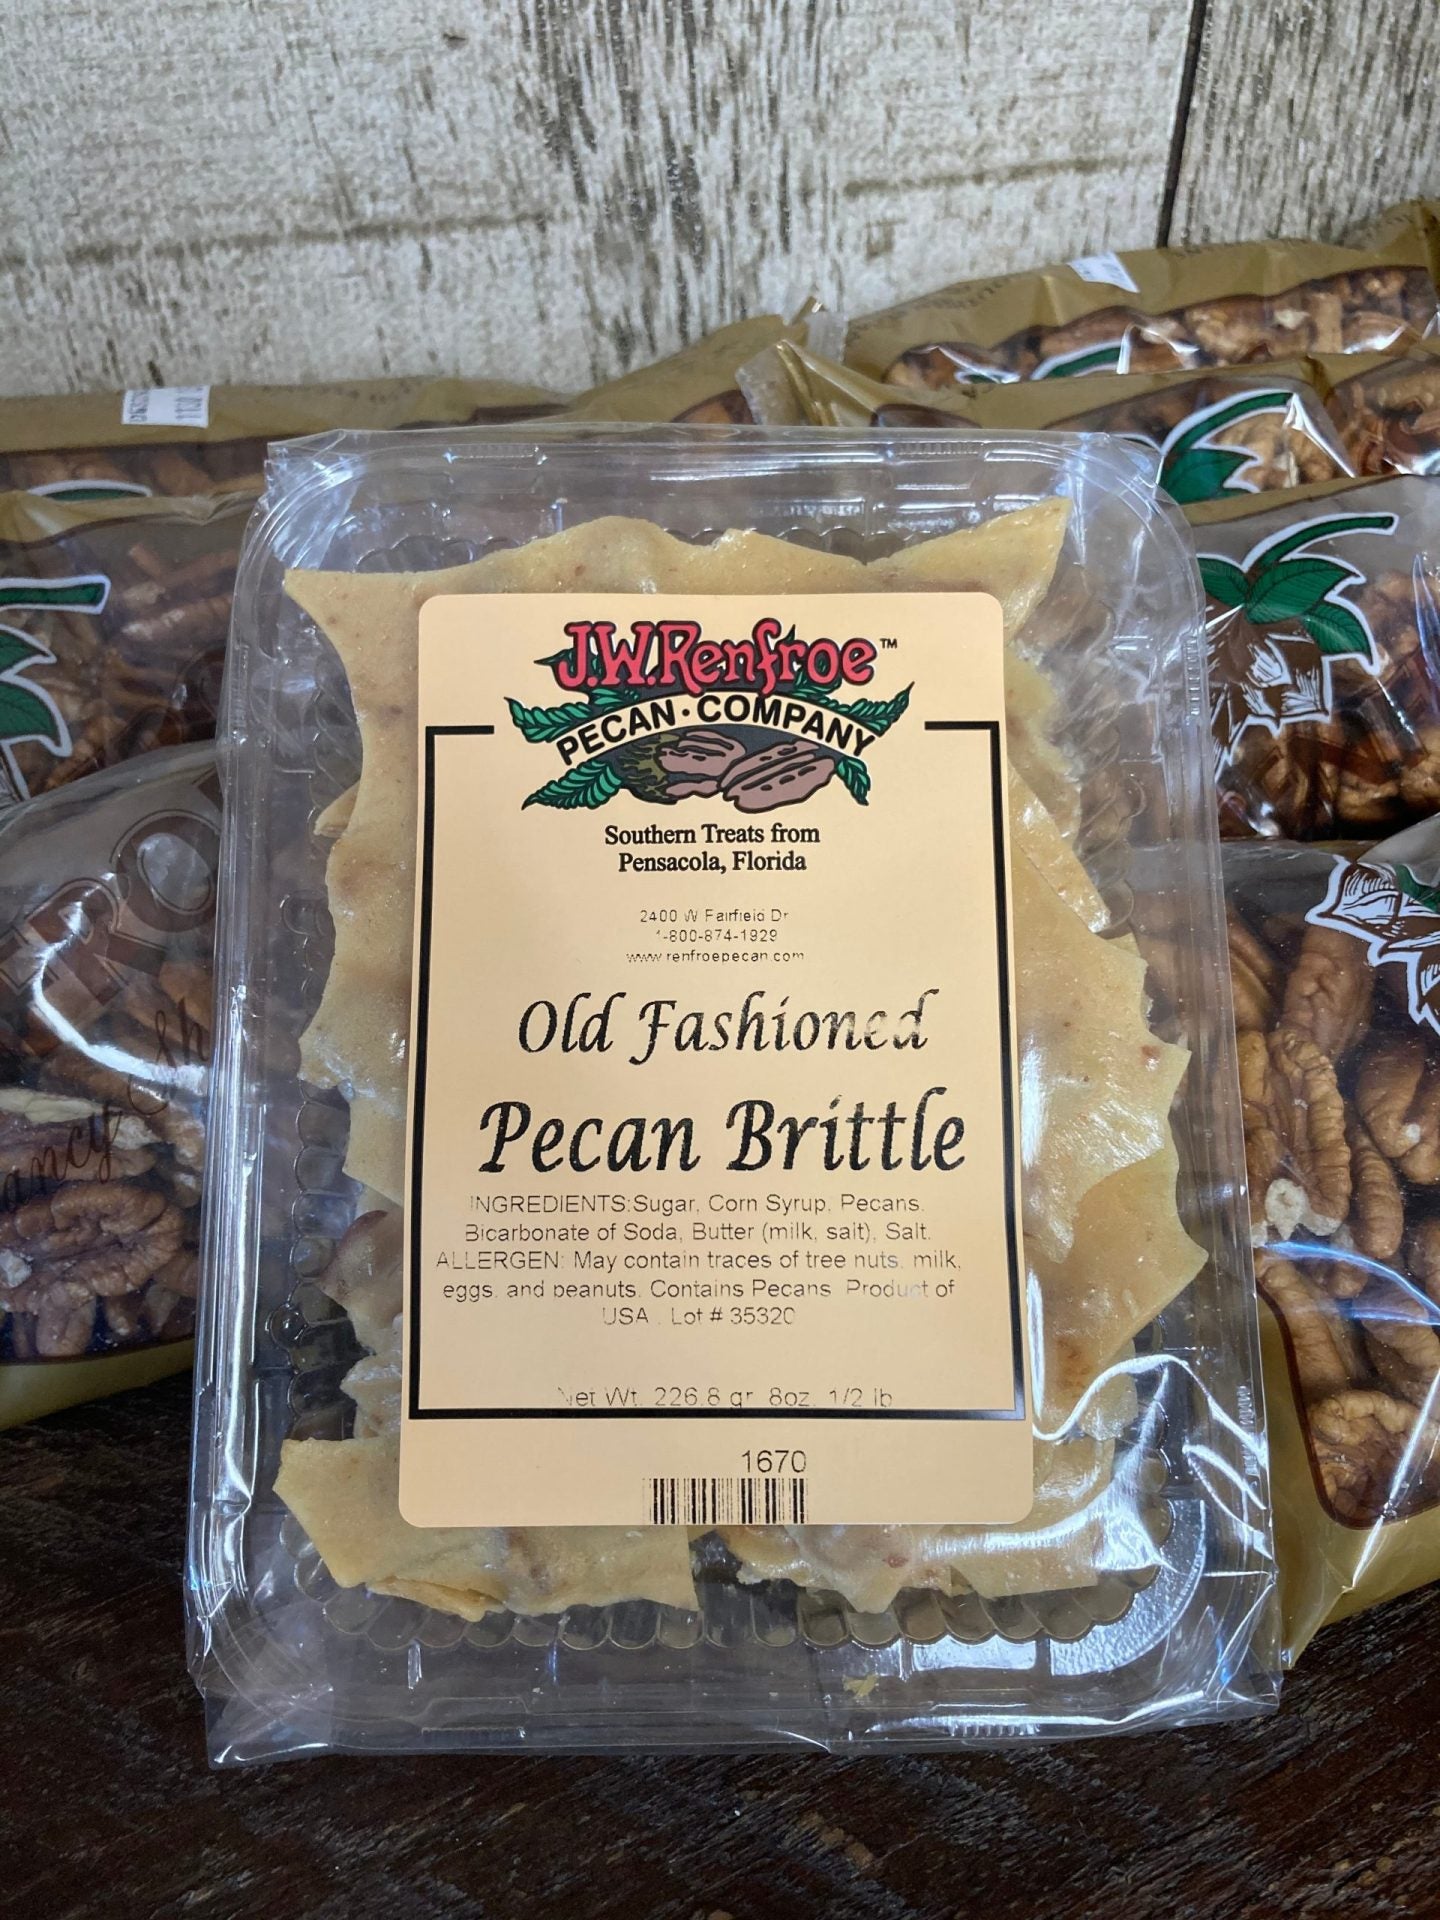 J.W.Renfroe™
PECAN · COMPANY
Southern Treats from
Pensacola, Florida
2400 W Fairfield Dr
1-800-874-1929
www.renfroepecan.com
Old Fashioned
Pecan Brittle
INGREDIENTS:Sugar, Corn Syrup, Pecans,
Bicarbonate of Soda, Butter (milk, salt), Salt.
ALLERGEN: May contain traces of tree nuts, milk,
eggs, and peanuts. Contains Pecans. Product of
USA . Lot # 35320
Net Wt. 226.8 gr. 8oz. 1/2 lb
1670